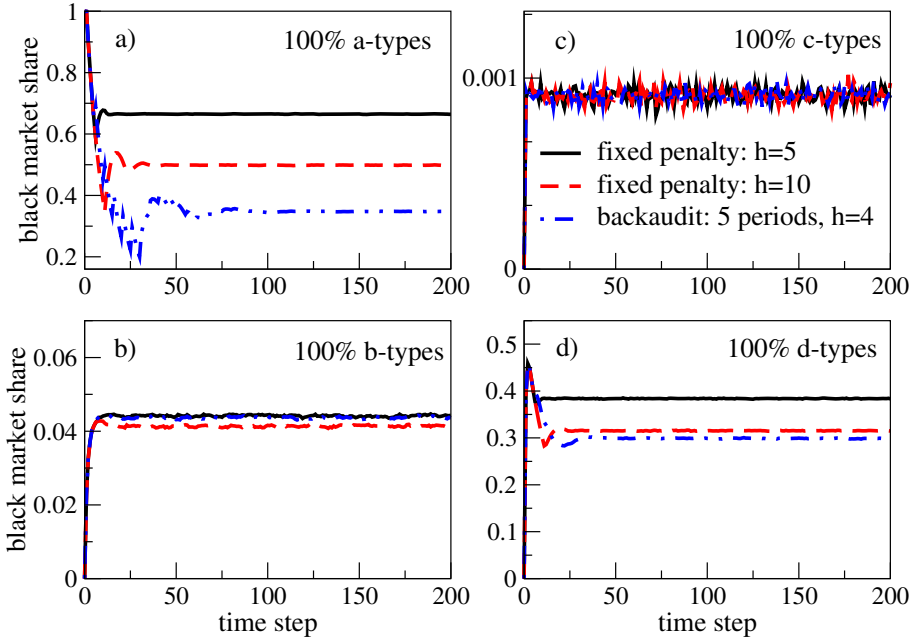 a)
100% a-types
black market share
1
0.8
0.6
0.4
0.2
0
50
100
150
200
c)
100% c-types
0.001
0
fixed penalty: h=5
fixed penalty: h=10
backaudit: 5 periods, h=4
0
50
100
150
200
b)
100% b-types
black market share
0.06
0.04
0.02
0
0
50
100
150
200
time step
d)
100% d-types
0.5
0.4
0.3
0.2
0.1
0
0
50
100
150
200
time step